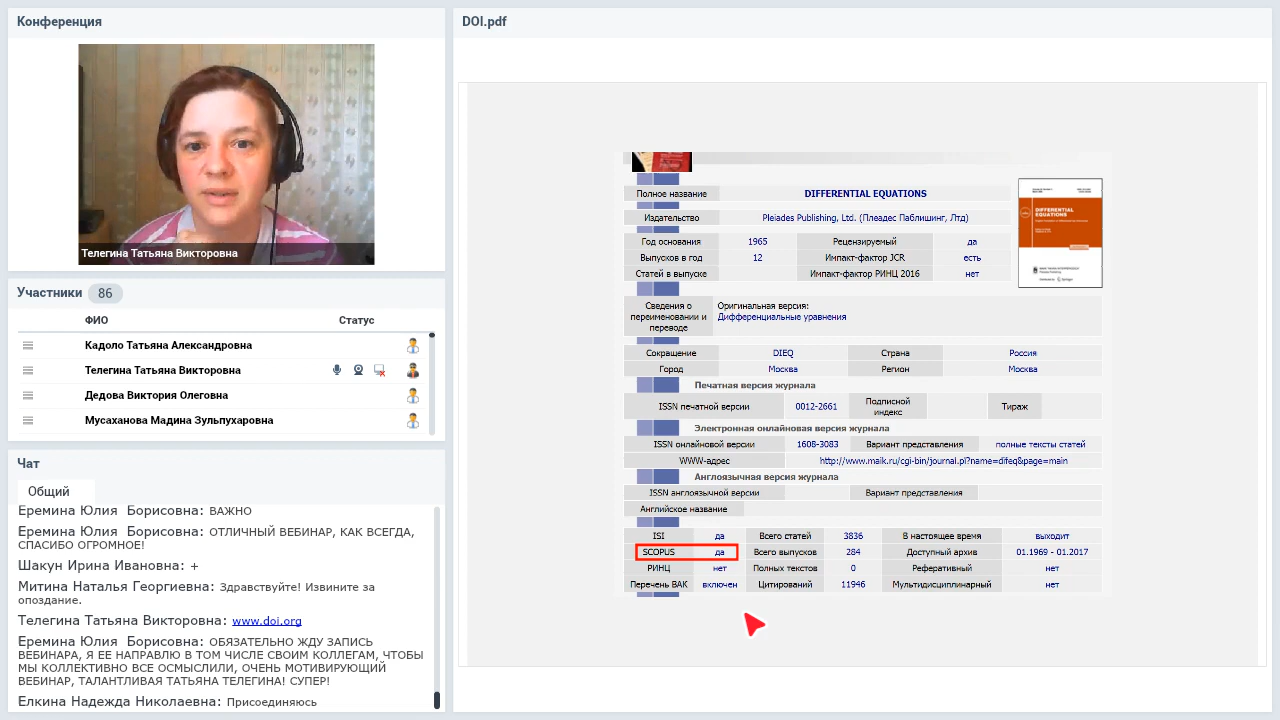 Конференция
Телегина Татьяна Викторовна
Участники 86
ФИО Статус
Кадоло Татьяна Александровна
Телегина Татьяна Викторовна
Дедова Виктория Олеговна
Мусаханова Мадина Зульпухаровна
Чат
Общий
Еремина Юлия Борисовна: ВАЖНО
Еремина Юлия Борисовна: ОТЛИЧНЫЙ ВЕБИНАР, КАК ВСЕГДА,
СПАСИБО ОГРОМНОЕ!
Шакун Ирина Ивановна: +
Митина Наталья Георгиевна: Здравствуйте! Извините за
опоздание.
Телегина Татьяна Викторовна: www.doi.org
Еремина Юлия Борисовна: ОБЯЗАТЕЛЬНО ЖДУ ЗАПИСЬ
ВЕБИНАРА, Я ЕЕ НАПРАВЛЮ В ТОМ ЧИСЛЕ СВОИМ КОЛЛЕГАМ, ЧТОБЫ
МЫ КОЛЛЕКТИВНО ВСЕ ОСМЫСЛИЛИ, ОЧЕНЬ МОТИВИРУЮЩИЙ
ВЕБИНАР, ТАЛАНТЛИВАЯ ТАТЬЯНА ТЕЛЕГИНА! СУПЕР!
Елкина Надежда Николаевна: Присоединяюсь
DOI.pdf
Полное название DIFFERENTIAL EQUATIONS
Издательство Pleiades Publishing, Ltd. (Плеадес Паблишинг, Лтд)
Год основания 1965 Рецензируемый да
Выпусков в год 12 Импакт-фактор JCR есть
Статей в выпуске Импакт-фактор РИНЦ 2016 нет
DIFFERENTIAL
EQUATIONS
Сведения о
переименовании и
переводе
Оригинальная версия:
Дифференциальные уравнения
Сокращение DIEQ Страна Россия
Город Москва Регион Москва
Печатная версия журнала
ISSN печатной версии 0012-2661 Подписной
индекс Тираж
Электронная онлайновая версия журнала
ISSN онлайновой версии 1608-3083 Вариант представления полные тексты статей
WWW-адрес http://www.maik.ru/cgi-bin/journal.pl?name=difeq&page=main
Англоязычная версия журнала
ISSN англоязычной версии Вариант представления
Английское название
ISI да Всего статей 3836 В настоящее время выходит
SCOPUS да Всего выпусков 284 Доступный архив 01.1969 - 01.2017
РИНЦ нет Полных текстов 0 Реферативный нет
Перечень ВАК включен Цитирований 11946 Мультидисциплинарный нет